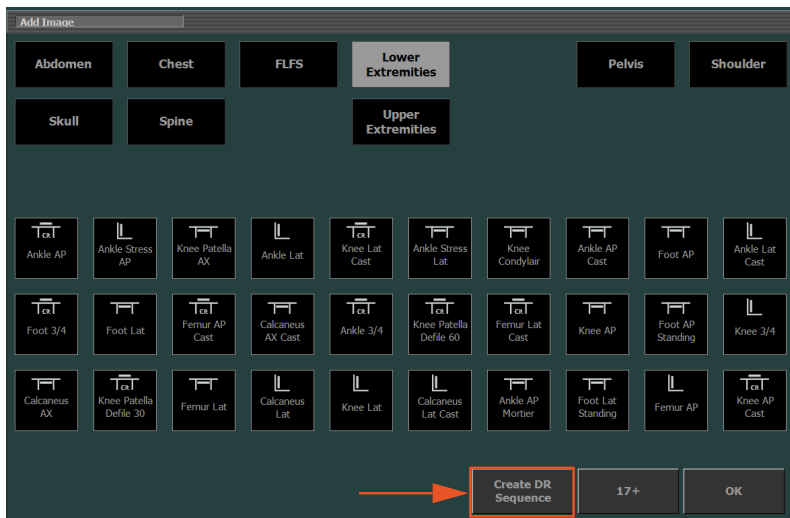 Add Image
Abdomen
Chest
FLFS
Lower
Extremities
Pelvis
Shoulder
Skull
Spine
Upper
Extremities
CR
Ankle AP
Ankle Stress
AP
Knee Patella
AX
Ankle Lat
CR
Knee Lat
Cast
Ankle Stress
Lat
Knee
Condylair
Ankle AP
Cast
Foot AP
Ankle Lat
Cast
CR
Foot 3/4
Foot Lat
CR
Femur AP
Cast
Calcaneus
AX Cast
CR
Ankle 3/4
CR
Knee Patella
Defile 60
CR
Femur Lat
Cast
Knee AP
Foot AP
Standing
Knee 3/4
Calcaneus
AX
CR
Knee Patella
Defile 30
Femur Lat
Calcaneus
Lat
Knee Lat
Calcaneus
Lat Cast
Ankle AP
Mortier
Foot Lat
Standing
Femur AP
CR
Knee AP
Cast
Create DR
Sequence
17+
OK